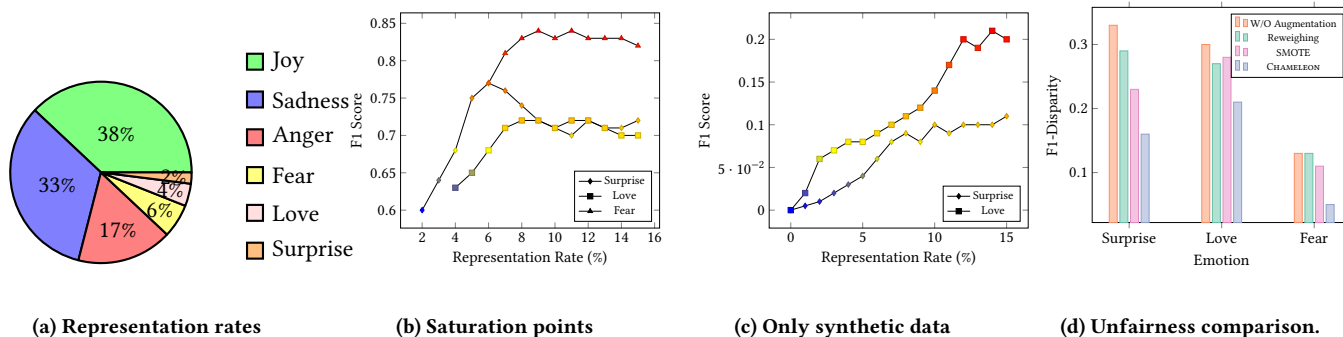 38%
33%
17%
6%
4%
2%
Joy
Sadness
Anger
Fear
Love
Surprise
(a) Representation rates
0.85
0.8
0.75
0.7
0.65
0.6
F1 Score
2 4 6 8 10 12 14 16
Representation Rate (%)
Surprise
Love
Fear
(b) Saturation points
0.2
0.15
0.1
5 · 10⁻²
0
F1 Score
0 5 10 15
Representation Rate (%)
Surprise
Love
(c) Only synthetic data
0.3
0.2
0.1
F1-Disparity
W/O Augmentation
Reweighing
SMOTE
CHAMELEON
Surprise Love Fear
Emotion
(d) Unfairness comparison.